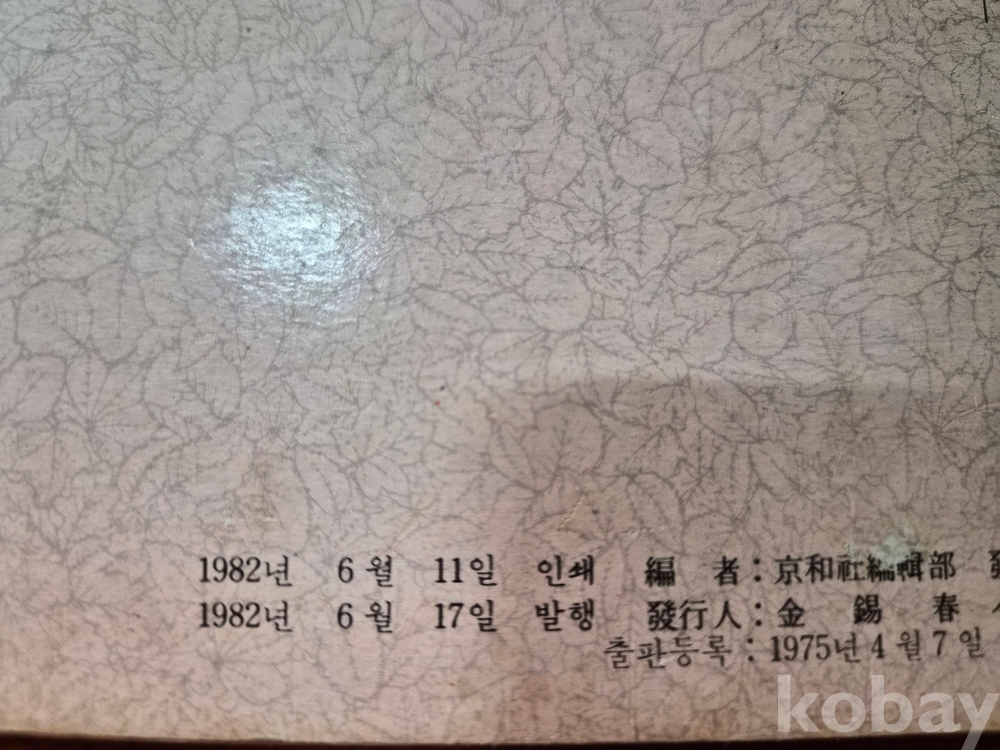 1982년 6월 11일 인쇄 編 者 : 京和社編輯部
1982년 6월 17일 발행 發行人 : 金 錫 春
출판등록 : 1975년 4월 7일
kobay